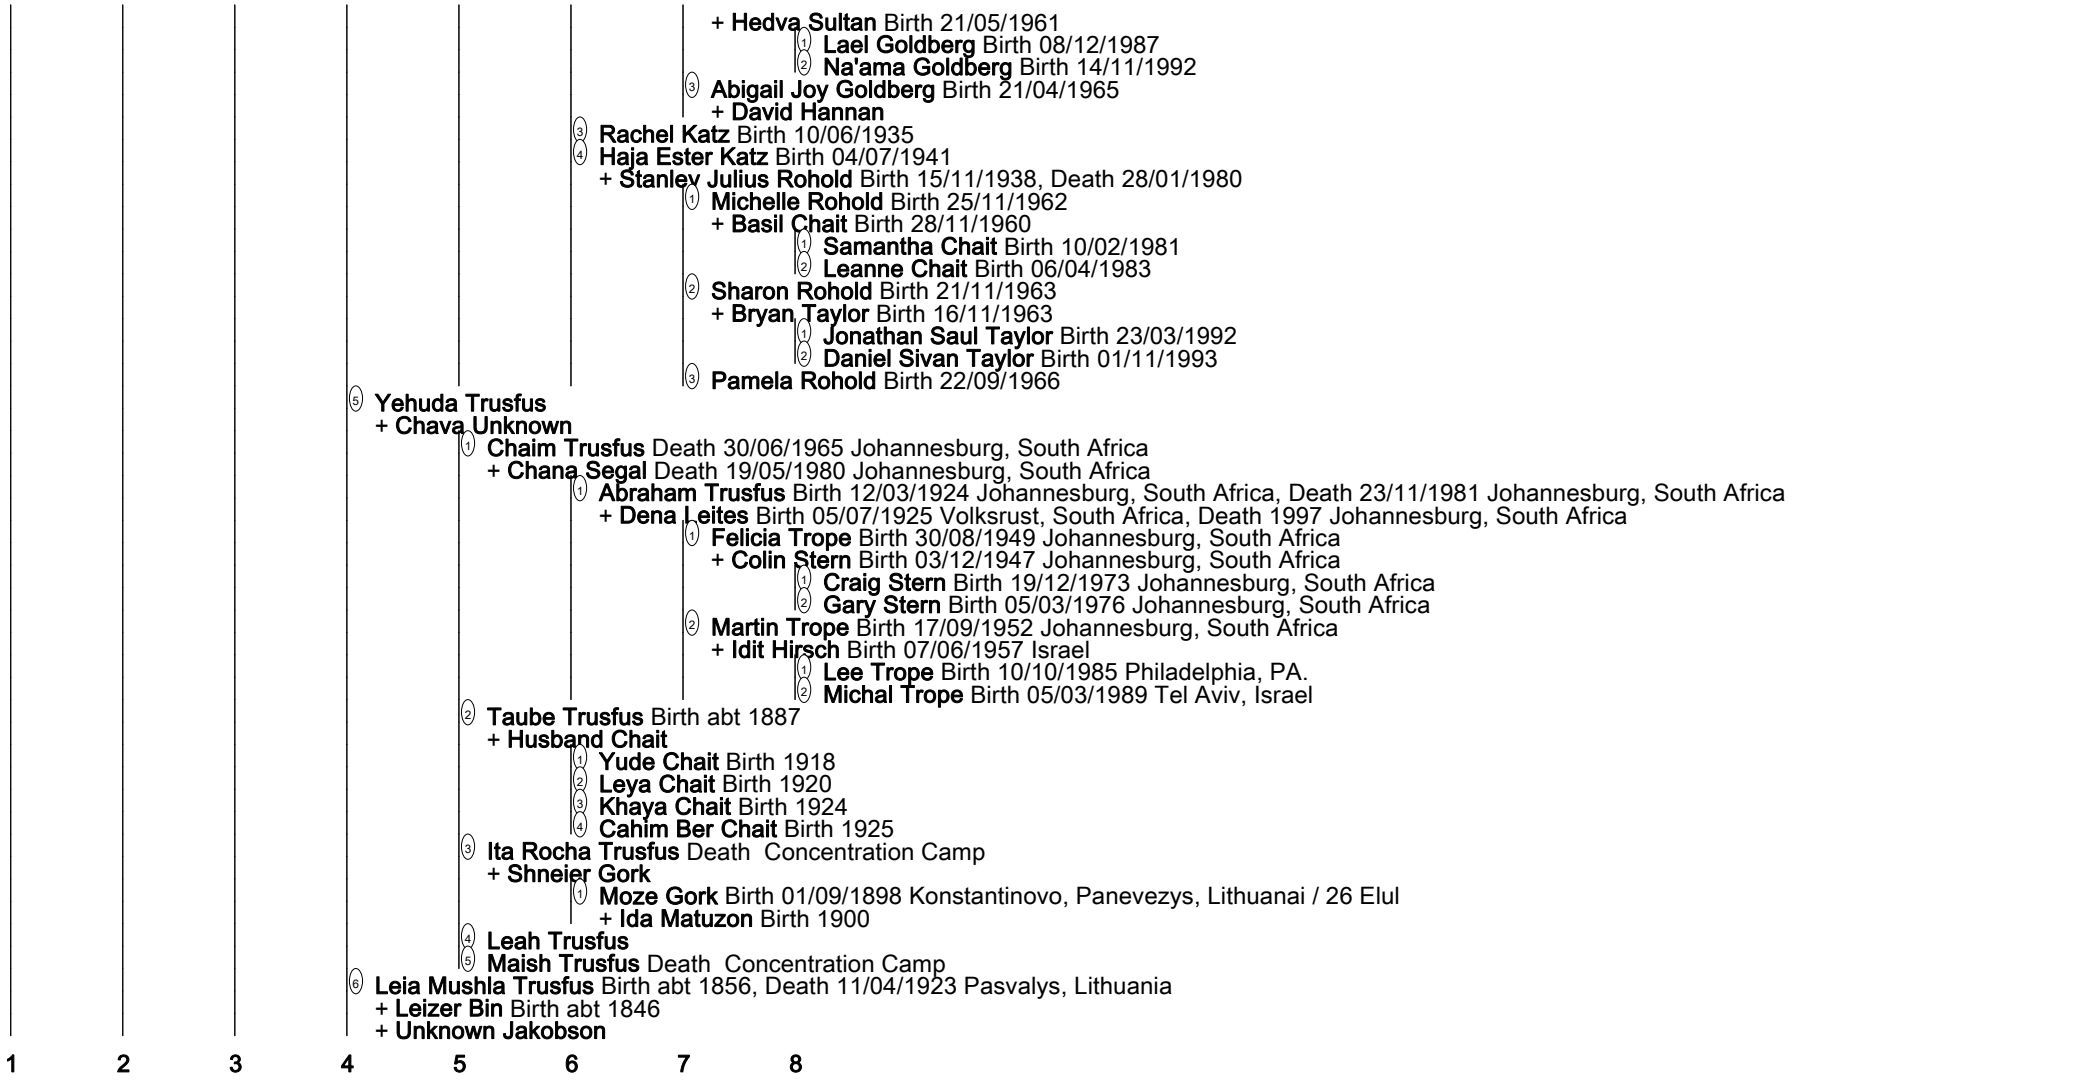 + Hedva Sultan Birth 21/05/1961
1 Lael Goldberg Birth 08/12/1987
2 Na'ama Goldberg Birth 14/11/1992
3 Abigail Joy Goldberg Birth 21/04/1965
+ David Hannan
3 Rachel Katz Birth 10/06/1935
4 Haja Ester Katz Birth 04/07/1941
+ Stanley Julius Rohold Birth 15/11/1938, Death 28/01/1980
1 Michelle Rohold Birth 25/11/1962
+ Basil Chait Birth 28/11/1960
1 Samantha Chait Birth 10/02/1981
2 Leanne Chait Birth 06/04/1983
2 Sharon Rohold Birth 21/11/1963
+ Bryan Taylor Birth 16/11/1963
1 Jonathan Saul Taylor Birth 23/03/1992
2 Daniel Sivan Taylor Birth 01/11/1993
3 Pamela Rohold Birth 22/09/1966
5 Yehuda Trusfus
+ Chava Unknown
1 Chaim Trusfus Death 30/06/1965 Johannesburg, South Africa
+ Chana Segal Death 19/05/1980 Johannesburg, South Africa
1 Abraham Trusfus Birth 12/03/1924 Johannesburg, South Africa, Death 23/11/1981 Johannesburg, South Africa
+ Dena Leites Birth 05/07/1925 Volksrust, South Africa, Death 1997 Johannesburg, South Africa
1 Felicia Trope Birth 30/08/1949 Johannesburg, South Africa
+ Colin Stern Birth 03/12/1947 Johannesburg, South Africa
1 Craig Stern Birth 19/12/1973 Johannesburg, South Africa
2 Gary Stern Birth 05/03/1976 Johannesburg, South Africa
2 Martin Trope Birth 17/09/1952 Johannesburg, South Africa
+ Idit Hirsch Birth 07/06/1957 Israel
1 Lee Trope Birth 10/10/1985 Philadelphia, PA.
2 Michal Trope Birth 05/03/1989 Tel Aviv, Israel
2 Taube Trusfus Birth abt 1887
+ Husband Chait
1 Yude Chait Birth 1918
2 Leya Chait Birth 1920
3 Khaya Chait Birth 1924
4 Cahim Ber Chait Birth 1925
3 Ita Rocha Trusfus Death  Concentration Camp
+ Shneier Gork
1 Moze Gork Birth 01/09/1898 Konstantinovo, Panevezys, Lithuanai / 26 Elul
+ Ida Matuzon Birth 1900
4 Leah Trusfus
5 Maish Trusfus Death  Concentration Camp
6 Leia Mushla Trusfus Birth abt 1856, Death 11/04/1923 Pasvalys, Lithuania
+ Leizer Bin Birth abt 1846
+ Unknown Jakobson
1 2 3 4 5 6 7 8